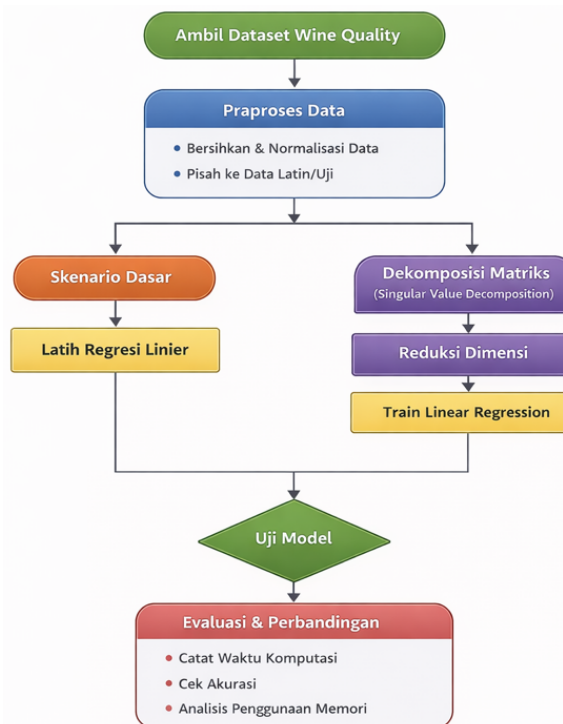 Ambil Dataset Wine Quality
Praproses Data
• Bersihkan & Normalisasi Data
• Pisah ke Data Latin/Uji
Skenario Dasar
Latih Regresi Linier
Dekomposisi Matriks
(Singular Value Decomposition)
Reduksi Dimensi
Train Linear Regression
Uji Model
Evaluasi & Perbandingan
• Catat Waktu Komputasi
• Cek Akurasi
• Analisis Penggunaan Memori